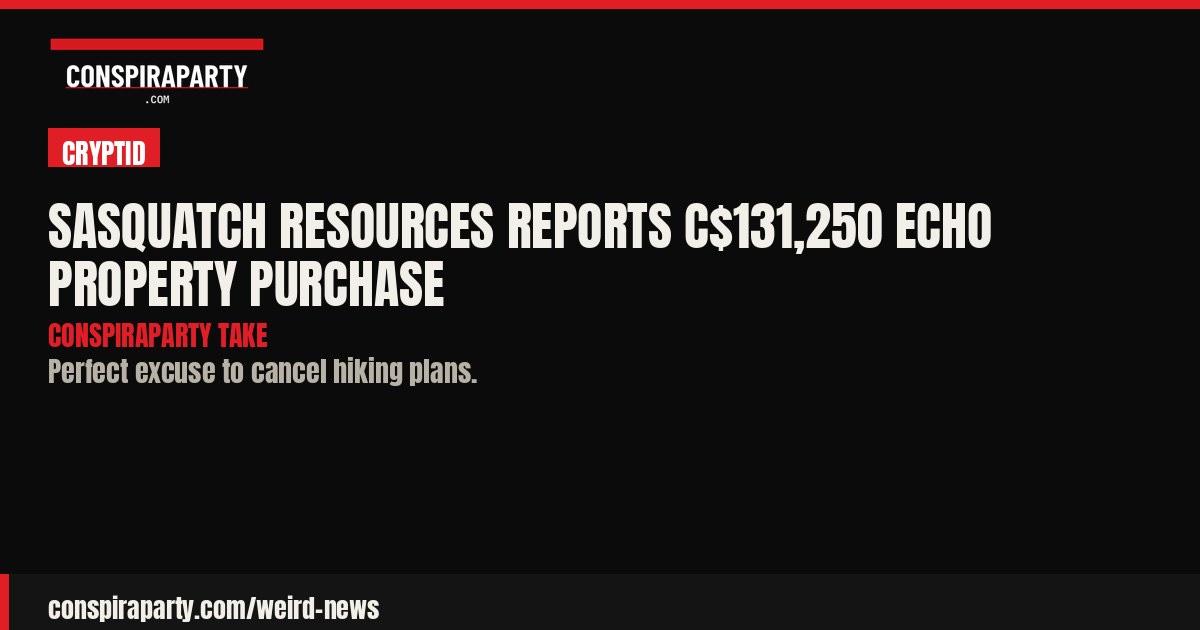 CONSPIRAPARTY
.COM
CRYPTID
SASQUATCH RESOURCES REPORTS C$131,250 ECHO
PROPERTY PURCHASE
CONSPIRAPARTY TAKE
Perfect excuse to cancel hiking plans.
conspiraparty.com/weird-news